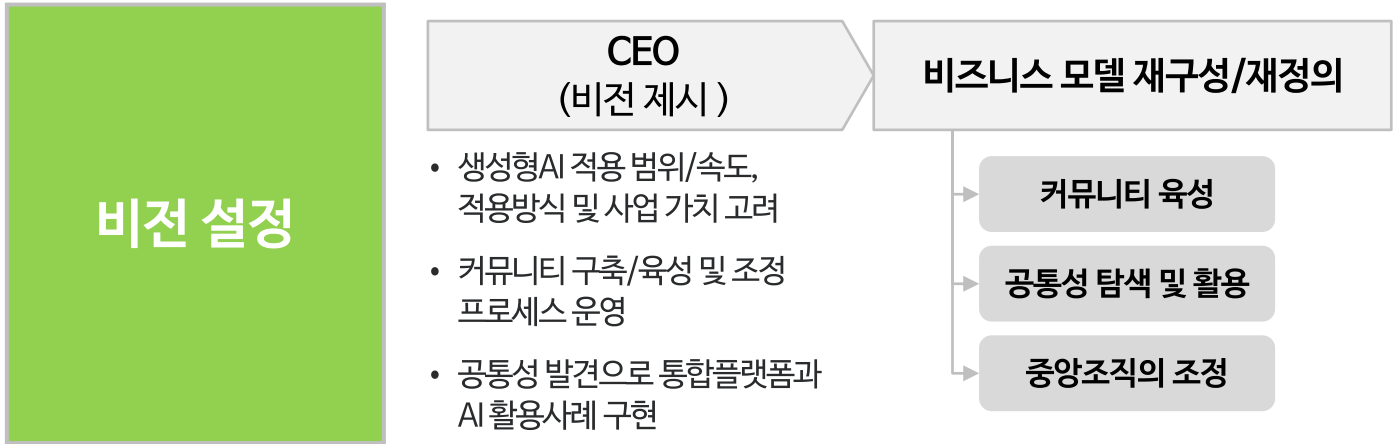 비전 설정
CEO
(비전 제시 )
• 생성형AI 적용 범위/속도,
적용방식 및 사업 가치 고려
• 커뮤니티 구축/육성 및 조정
프로세스 운영
• 공통성 발견으로 통합플랫폼과
AI 활용사례 구현
비즈니스 모델 재구성/재정의
커뮤니티 육성
공통성 탐색 및 활용
중앙조직의 조정